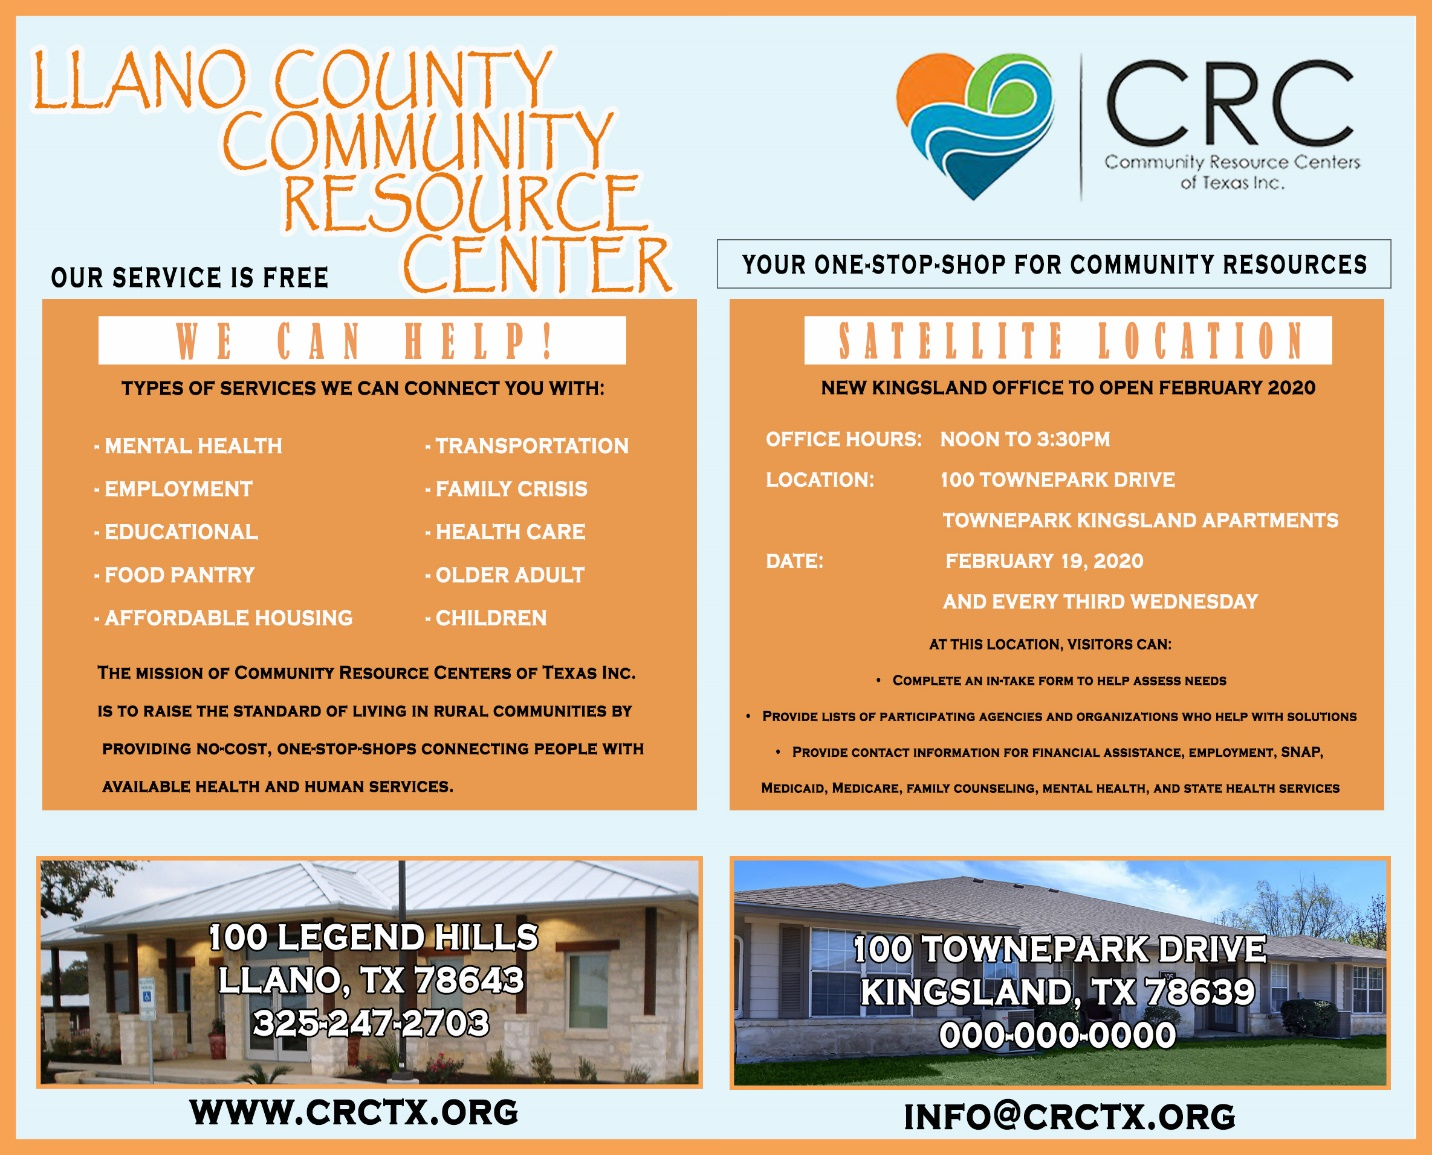 LLANO COUNTY
COMMUNITY
RESOURCE
CENTER
OUR SERVICE IS FREE
CRC
Community Resource Centers
of Texas Inc.
YOUR ONE-STOP-SHOP FOR COMMUNITY RESOURCES
WE CAN HELP!
TYPES OF SERVICES WE CAN CONNECT YOU WITH:
- MENTAL HEALTH
- EMPLOYMENT
- EDUCATIONAL
- FOOD PANTRY
- AFFORDABLE HOUSING
- TRANSPORTATION
- FAMILY CRISIS
- HEALTH CARE
- OLDER ADULT
- CHILDREN
THE MISSION OF COMMUNITY RESOURCE CENTERS OF TEXAS INC.
IS TO RAISE THE STANDARD OF LIVING IN RURAL COMMUNITIES BY
PROVIDING NO-COST, ONE-STOP-SHOPS CONNECTING PEOPLE WITH
AVAILABLE HEALTH AND HUMAN SERVICES.
SATELLITE LOCATION
NEW KINGSLAND OFFICE TO OPEN FEBRUARY 2020
OFFICE HOURS: NOON TO 3:30PM
LOCATION: 100 TOWNEPARK DRIVE
TOWNEPARK KINGSLAND APARTMENTS
DATE: FEBRUARY 19, 2020
AND EVERY THIRD WEDNESDAY
AT THIS LOCATION, VISITORS CAN:
• COMPLETE AN IN-TAKE FORM TO HELP ASSESS NEEDS
• PROVIDE LISTS OF PARTICIPATING AGENCIES AND ORGANIZATIONS WHO HELP WITH SOLUTIONS
• PROVIDE CONTACT INFORMATION FOR FINANCIAL ASSISTANCE, EMPLOYMENT, SNAP,
MEDICAID, MEDICARE, FAMILY COUNSELING, MENTAL HEALTH, AND STATE HEALTH SERVICES
100 LEGEND HILLS
LLANO, TX 78643
325-247-2703
100 TOWNEPARK DRIVE
KINGSLAND, TX 78639
000-000-0000
WWW.CRCTX.ORG
INFO@CRCTX.ORG